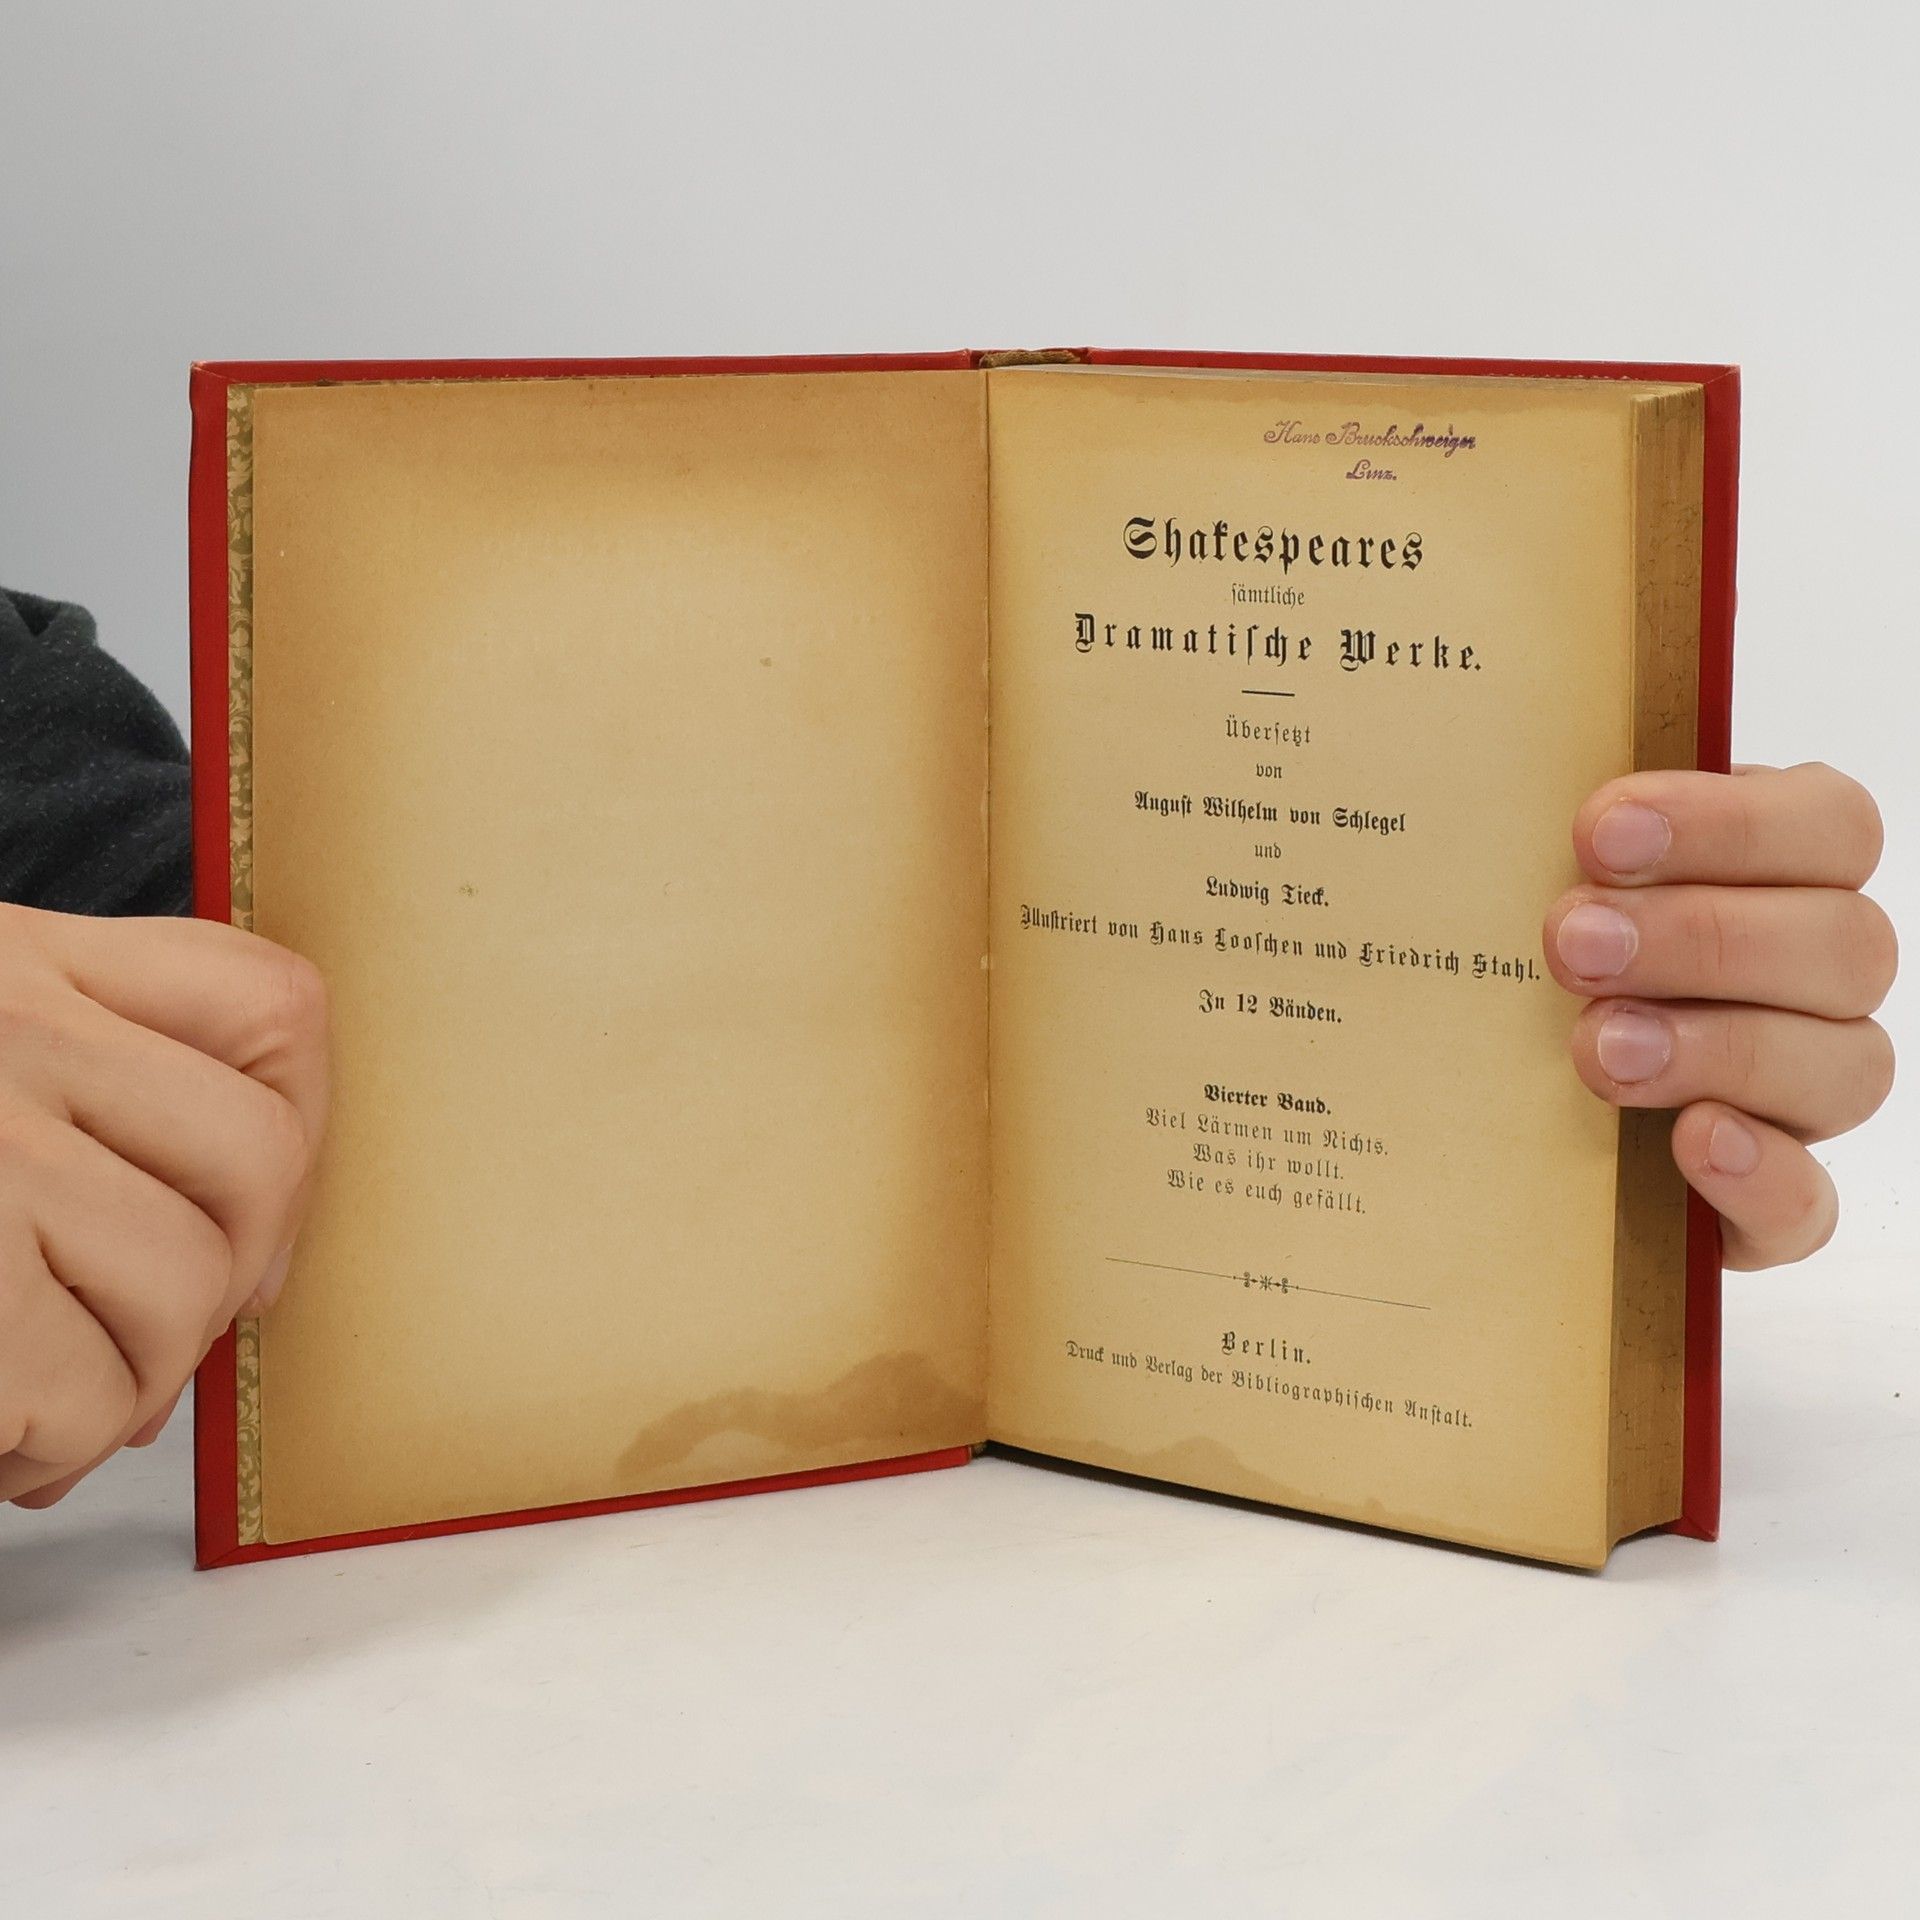 Hans Bruckschweiger
Linz.
Shakespeares
sämtliche
Dramatiſche Werke.
Überſetzt
von
Auguſt Wilhelm von Schlegel
und
Ludwig Tieck.
Illuſtriert von Hans Looſchen und Friedrich Stahl.
In 12 Bänden.
Vierter Band.
Viel Lärmen um Nichts.
Was ihr wollt.
Wie es euch gefällt.
Berlin.
Druck und Verlag der Bibliographiſchen Anſtalt.